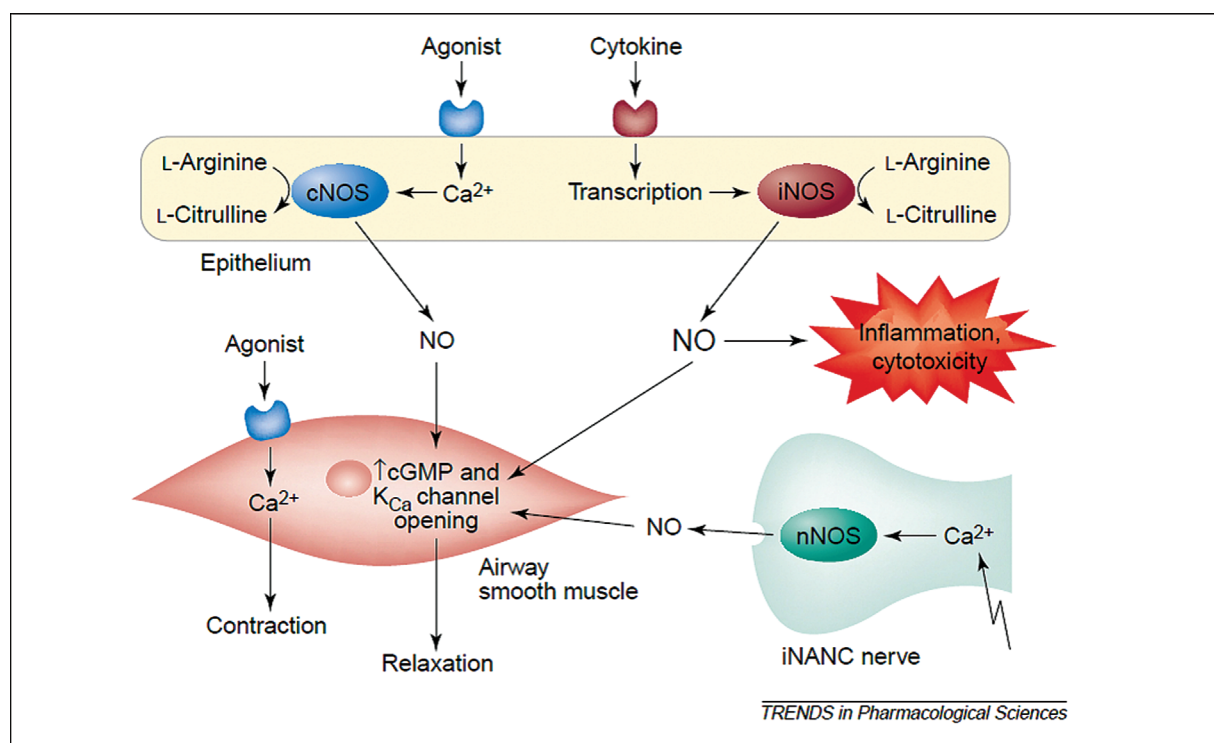 Agonist
Cytokine
L-Arginine
cNOS
Ca2+
L-Citrulline
Transcription
iNOS
L-Arginine
L-Citrulline
Epithelium
NO
NO
Inflammation,
cytotoxicity
Agonist
Ca2+
Contraction
↑cGMP and
KCa channel
opening
Relaxation
Airway
smooth muscle
NO
nNOS
Ca2+
iNANC nerve
TRENDS in Pharmacological Sciences